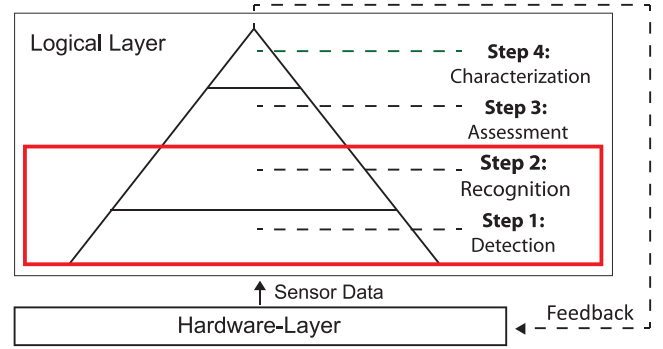 Logical Layer
Step 4:
Characterization
Step 3:
Assessment
Step 2:
Recognition
Step 1:
Detection
Sensor Data
Hardware-Layer
Feedback